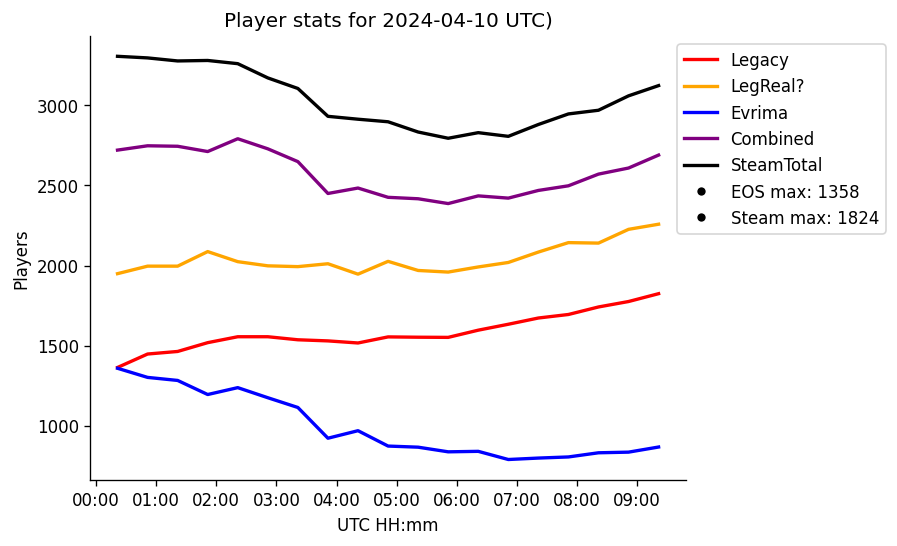 Player stats for 2024-04-10 UTC)
Legacy
LegReal?
Evrima
Combined
SteamTotal
EOS max: 1358
Steam max: 1824
Players
3000
2500
2000
1500
1000
00:00 01:00 02:00 03:00 04:00 05:00 06:00 07:00 08:00 09:00
UTC HH:mm